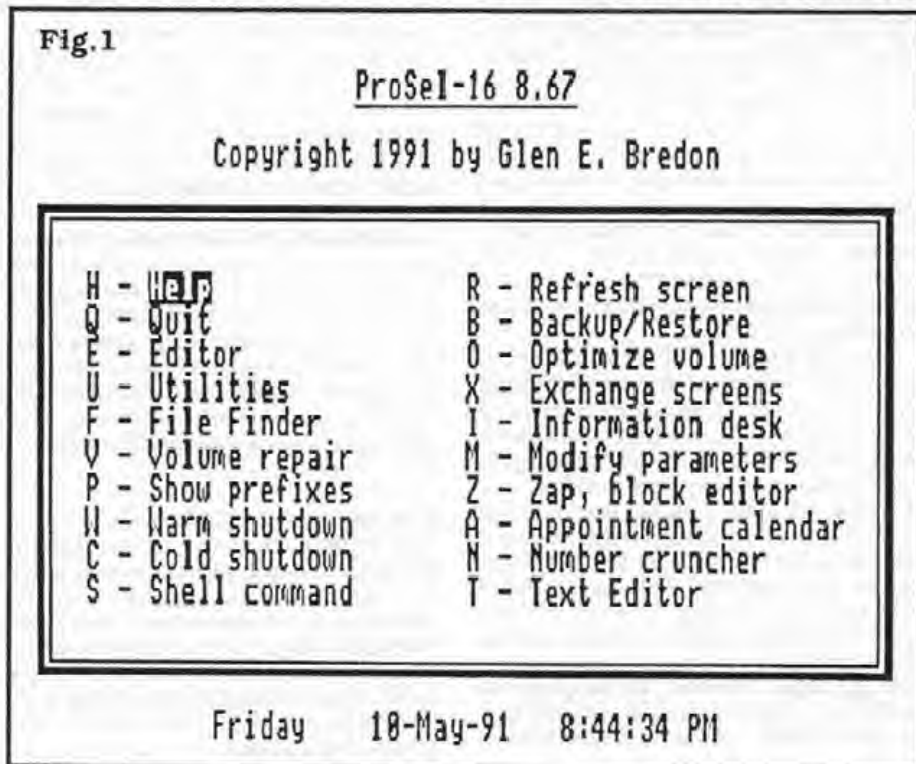 Fig.1
ProSel-16 8.67
Copyright 1991 by Glen E. Bredon
H - Help
Q - Quit
E - Editor
U - Utilities
F - File Finder
V - Volume repair
P - Show prefixes
W - Warm shutdown
C - Cold shutdown
S - Shell command
R - Refresh screen
B - Backup/Restore
O - Optimize volume
X - Exchange screens
I - Information desk
M - Modify parameters
Z - Zap, block editor
A - Appointment calendar
N - Number cruncher
T - Text Editor
Friday 10-May-91 8:44:34 PM